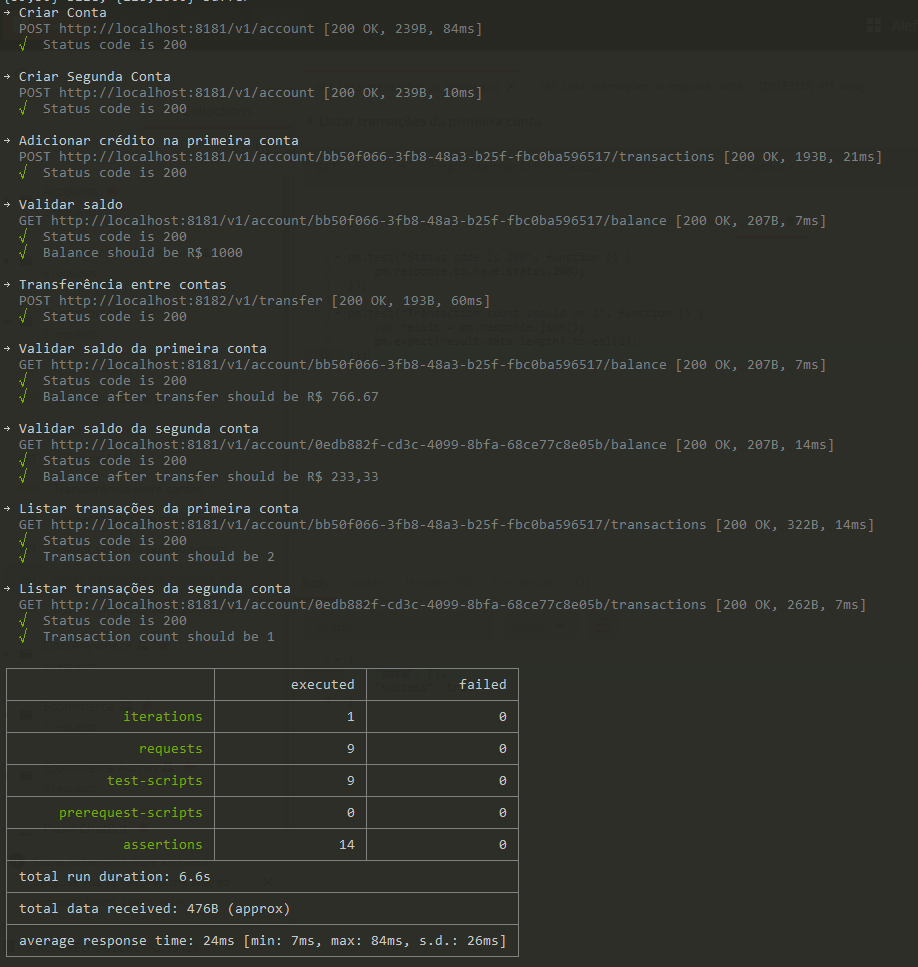 → Criar Conta
POST http://localhost:8181/v1/account [200 OK, 239B, 84ms]
√ Status code is 200
→ Criar Segunda Conta
POST http://localhost:8181/v1/account [200 OK, 239B, 10ms]
√ Status code is 200
→ Adicionar crédito na primeira conta
POST http://localhost:8181/v1/account/bb50f066-3fb8-48a3-b25f-fbc0ba596517/transactions [200 OK, 193B, 21ms]
√ Status code is 200
→ Validar saldo
GET http://localhost:8181/v1/account/bb50f066-3fb8-48a3-b25f-fbc0ba596517/balance [200 OK, 207B, 7ms]
√ Status code is 200
√ Balance should be R$ 1000
→ Transferência entre contas
POST http://localhost:8182/v1/transfer [200 OK, 193B, 60ms]
√ Status code is 200
→ Validar saldo da primeira conta
GET http://localhost:8181/v1/account/bb50f066-3fb8-48a3-b25f-fbc0ba596517/balance [200 OK, 207B, 7ms]
√ Status code is 200
√ Balance after transfer should be R$ 766.67
→ Validar saldo da segunda conta
GET http://localhost:8181/v1/account/0edb882f-cd3c-4099-8bfa-68ce77c8e05b/balance [200 OK, 207B, 14ms]
√ Status code is 200
√ Balance after transfer should be R$ 233,33
→ Listar transações da primeira conta
GET http://localhost:8181/v1/account/bb50f066-3fb8-48a3-b25f-fbc0ba596517/transactions [200 OK, 322B, 14ms]
√ Status code is 200
√ Transaction count should be 2
→ Listar transações da segunda conta
GET http://localhost:8181/v1/account/0edb882f-cd3c-4099-8bfa-68ce77c8e05b/transactions [200 OK, 262B, 7ms]
√ Status code is 200
√ Transaction count should be 1
executed failed
iterations 1 0
requests 9 0
test-scripts 9 0
prerequest-scripts 0 0
assertions 14 0
total run duration: 6.6s
total data received: 476B (approx)
average response time: 24ms [min: 7ms, max: 84ms, s.d.: 26ms]